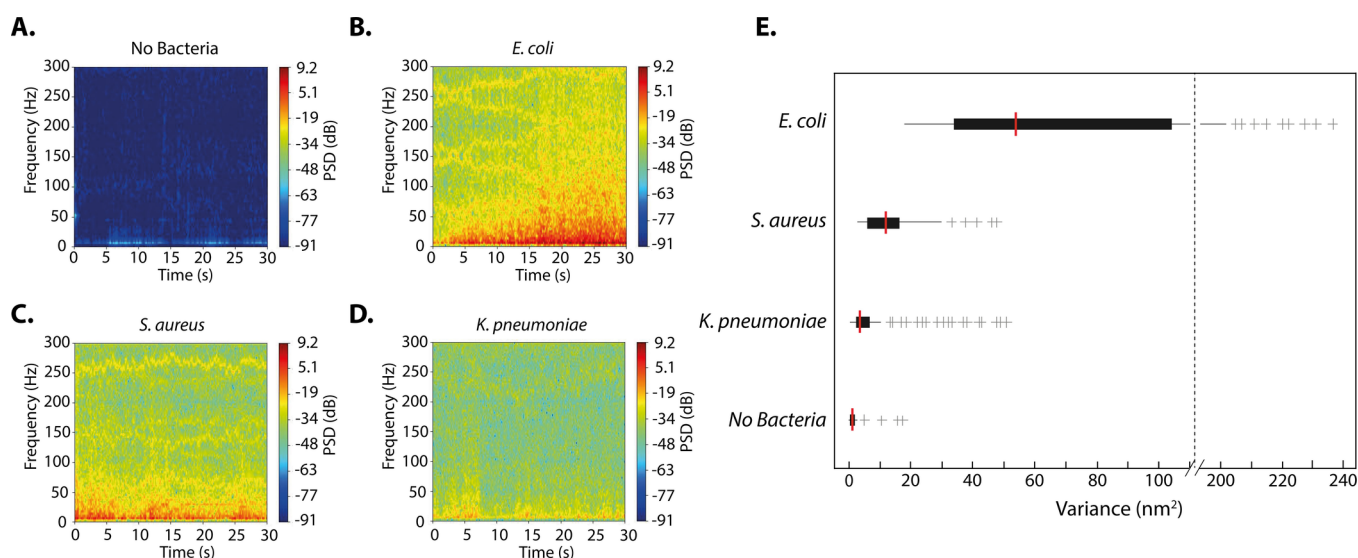 A.
No Bacteria
Frequency (Hz)
300
250
200
150
100
50
0
0 5 10 15 20 25 30
Time (s)
9.2
5.1
-19
-34
-48
-63
-77
-91
PSD (dB)
B.
E. coli
Frequency (Hz)
300
250
200
150
100
50
0
0 5 10 15 20 25 30
Time (s)
9.2
5.1
-19
-34
-48
-63
-77
-91
PSD (dB)
C.
S. aureus
Frequency (Hz)
300
250
200
150
100
50
0
0 5 10 15 20 25 30
Time (s)
9.2
5.1
-19
-34
-48
-63
-77
-91
PSD (dB)
D.
K. pneumoniae
Frequency (Hz)
300
250
200
150
100
50
0
0 5 10 15 20 25 30
Time (s)
9.2
5.1
-19
-34
-48
-63
-77
-91
PSD (dB)
E.
E. coli
S. aureus
K. pneumoniae
No Bacteria
0 20 40 60 80 100 200 220 240
Variance (nm²)